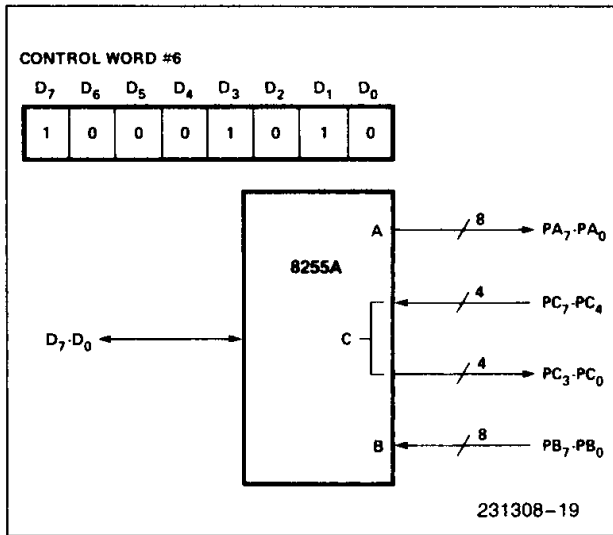 CONTROL WORD #6
D7 D6 D5 D4 D3 D2 D1 D0
1 0 0 0 1 0 1 0
A 8 PA7-PA0
8255A
4 PC7-PC4
D7-D0 C
4 PC3-PC0
B 8 PB7-PB0
231308-19